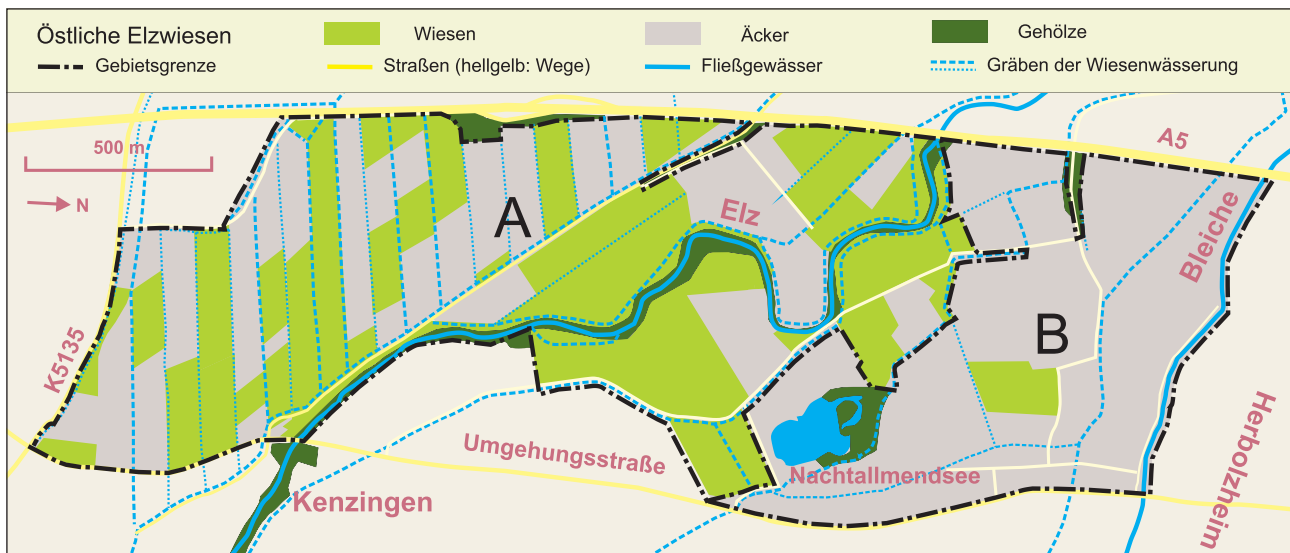 Östliche Elzwiesen
Wiesen
Äcker
Gehölze
Gebietsgrenze
Straßen (hellgelb: Wege)
Fließgewässer
Gräben der Wiesenwässerung
500 m
N
A5
A
Elz
Bleiche
B
K5135
Umgehungsstraße
Nachtallmendsee
Kenzingen
Herbolzheim